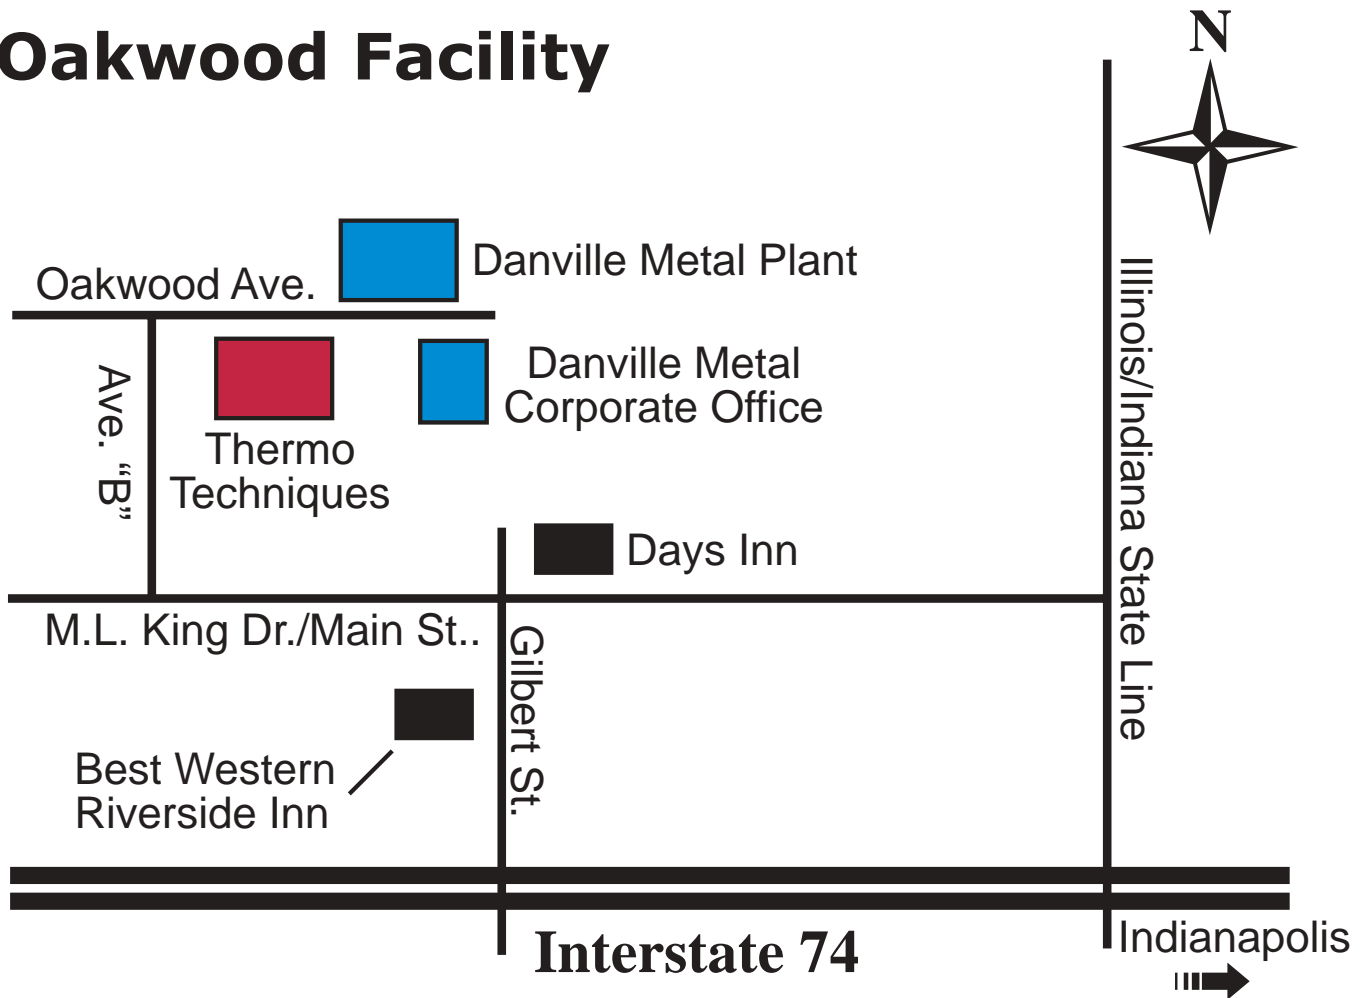 Oakwood Facility
N
Danville Metal Plant
Oakwood Ave.
Danville Metal
Corporate Office
Ave. “B”
Thermo
Techniques
Illinois/Indiana State Line
Days Inn
M.L. King Dr./Main St..
Gilbert St.
Best Western
Riverside Inn
Interstate 74
Indianapolis